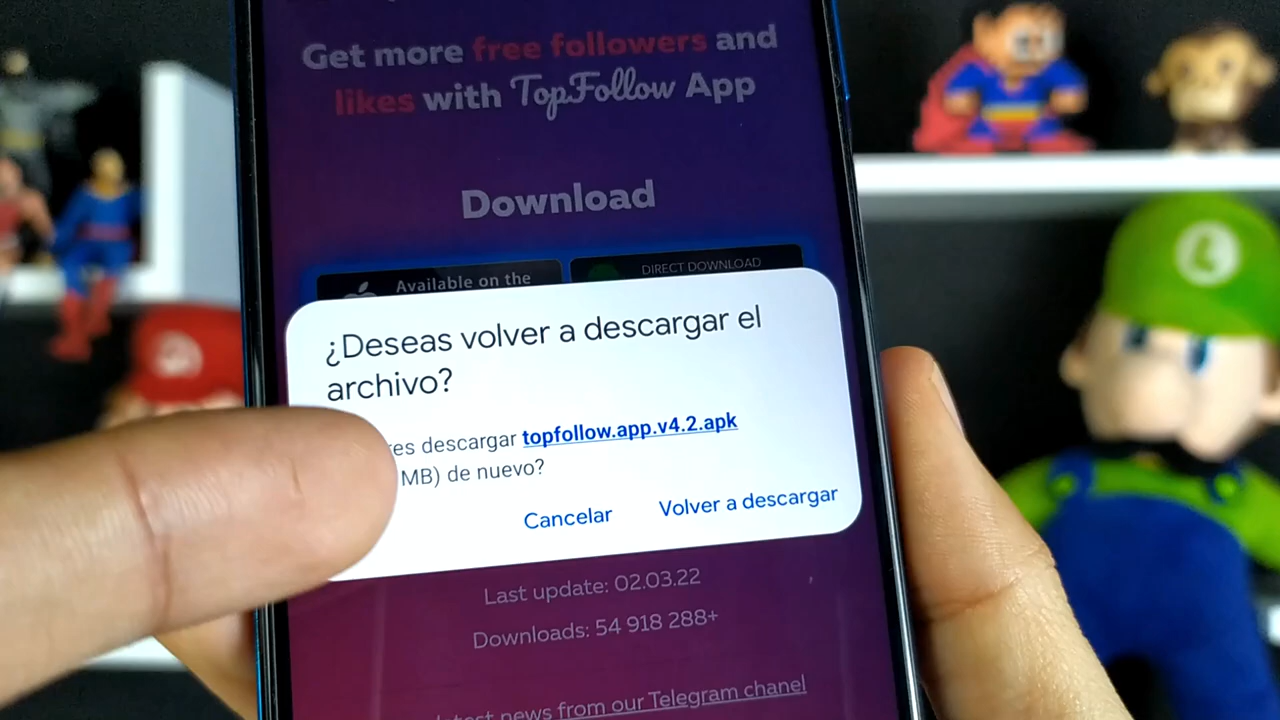 Get more free followers and
likes with TopFollow App
Download
Available on the
DIRECT DOWNLOAD
¿Deseas volver a descargar el
archivo?
descargar topfollow.app.v4.2.apk
MB) de nuevo?
Cancelar
Volver a descargar
Last update: 02.03.22
Downloads: 54 918 288+
news from our Telegram chanel
L